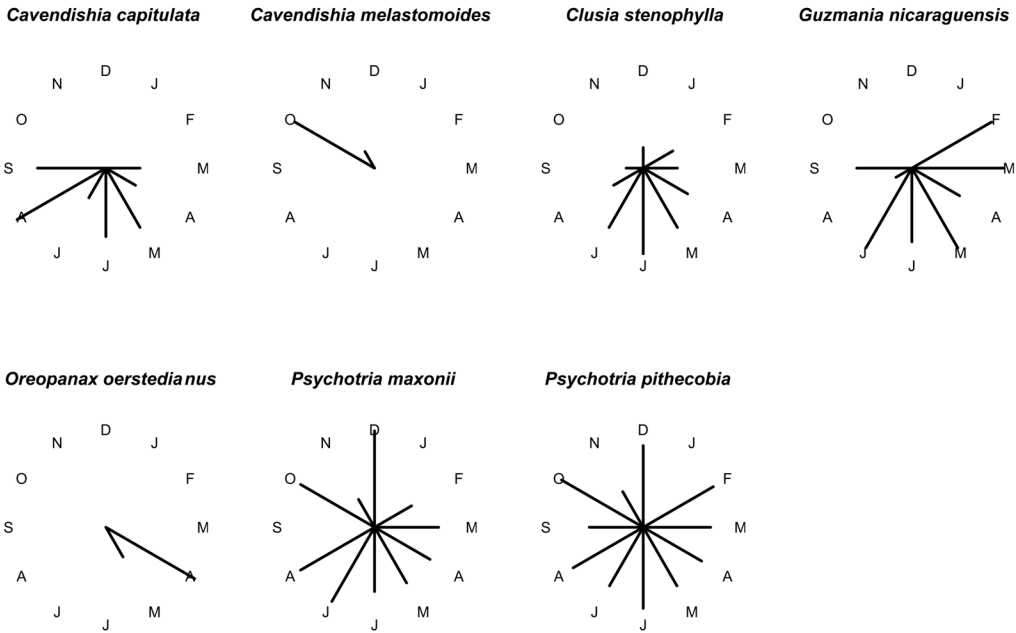 Cavendishia capitulata Cavendishia melastomoides Clusia stenophylla Guzmania nicaraguensis
D D D D
N J N J N J N J
O F O F O F O F
S M S M S M S M
A A A A A A A A
J M J M J M J M
J J J J
Oreopanax oerstedianus Psychotria maxonii Psychotria pithecobia
D D D
N J N J N J
O F O F O F
S M S M S M
A A A A A A
J M J M J M
J J J